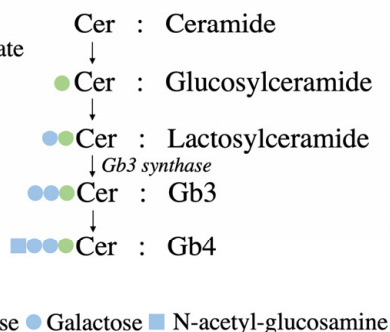 Cer : Ceramide
ate
Cer : Glucosylceramide
Cer : Lactosylceramide
Gb3 synthase
Cer : Gb3
Cer : Gb4
se Galactose N-acetyl-glucosamine